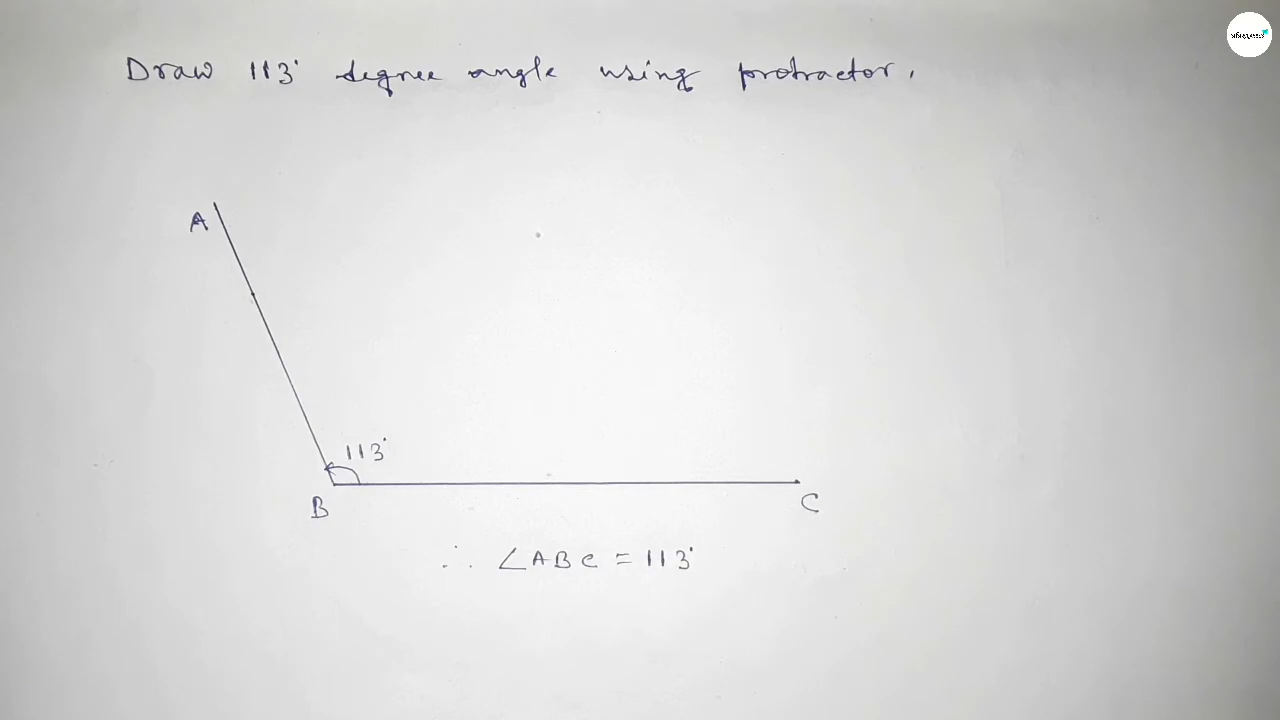 Draw 113° degree angle using protractor.
A
113°
B
C
∴ ∠ABC = 113°